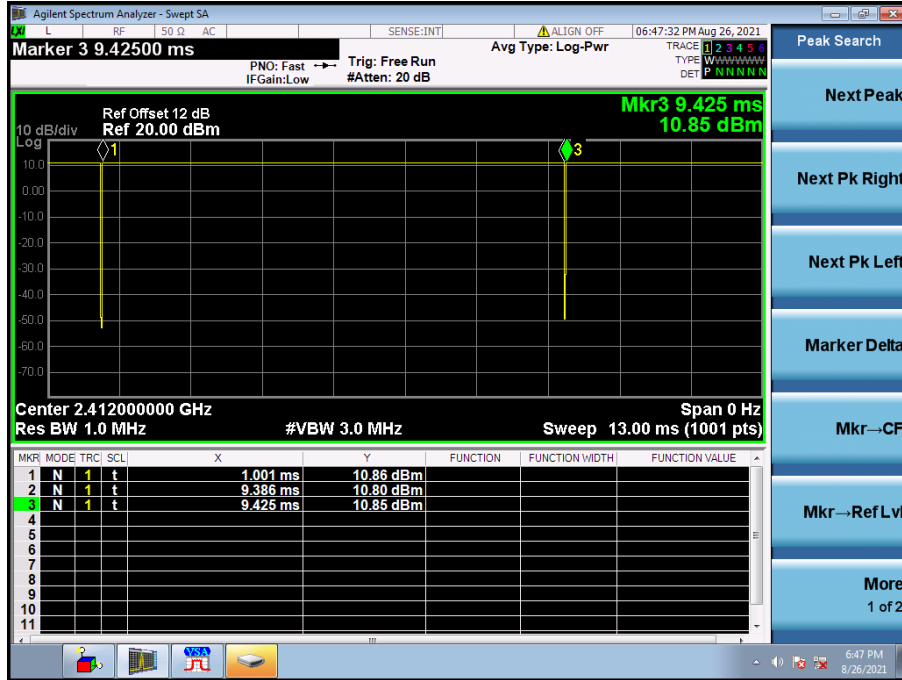 Agilent Spectrum Analyzer - Swept SA
LXI L RF 50 Ω AC SENSE:INT ALIGN OFF 06:47:32 PM Aug 26, 2021
Marker 3 9.42500 ms
PNO: Fast
IFGain:Low
Trig: Free Run
#Atten: 20 dB
Avg Type: Log-Pwr
TRACE 1 2 3 4 5 6
TYPE WWWWWW
DET P N N N N N
Ref Offset 12 dB
Ref 20.00 dBm
10 dB/div
Log
Mkr3 9.425 ms
10.85 dBm
1
3
10.0
0.00
-10.0
-20.0
-30.0
-40.0
-50.0
-60.0
-70.0
Center 2.412000000 GHz Span 0 Hz
Res BW 1.0 MHz #VBW 3.0 MHz Sweep 13.00 ms (1001 pts)
MKR MODE TRC SCL X Y FUNCTION FUNCTION WIDTH FUNCTION VALUE
1 N 1 t 1.001 ms 10.86 dBm
2 N 1 t 9.386 ms 10.80 dBm
3 N 1 t 9.425 ms 10.85 dBm
4
5
6
7
8
9
10
11
Peak Search
Next Peak
Next Pk Right
Next Pk Left
Marker Delta
Mkr→CF
Mkr→Ref Lvl
More
1 of 2
VSA
6:47 PM
8/26/2021